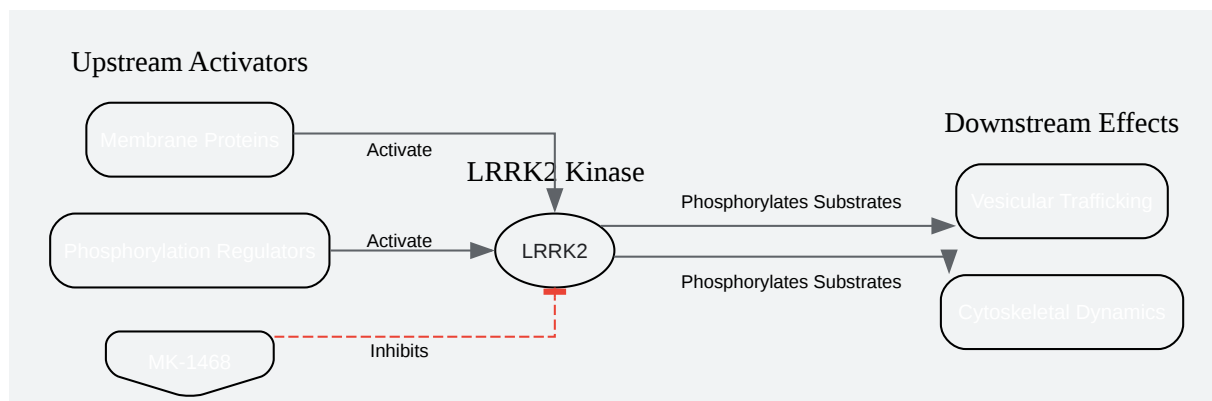 Upstream Activators
Membrane Proteins
Activate
LRRK2 Kinase
Downstream Effects
Phosphorylates Substrates
Vesicular Trafficking
Phosphorylation Regulators
Activate
LRRK2
Phosphorylates Substrates
Cytoskeletal Dynamics
MK-1468
Inhibits